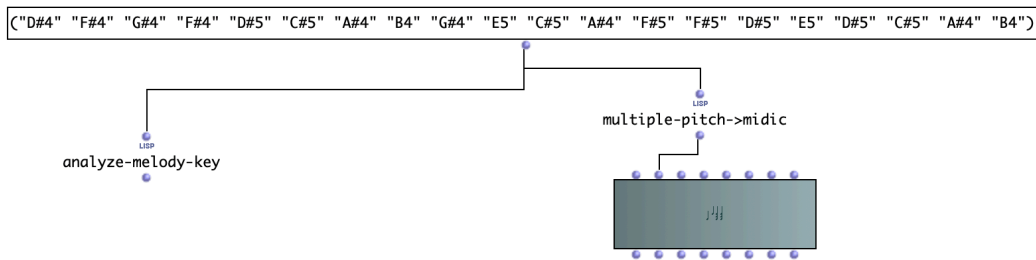 ("D#4" "F#4" "G#4" "F#4" "D#5" "C#5" "A#4" "B4" "G#4" "E5" "C#5" "A#4" "F#5" "F#5" "D#5" "E5" "D#5" "C#5" "A#4" "B4")
LISP
multiple-pitch->midic
LISP
analyze-melody-key